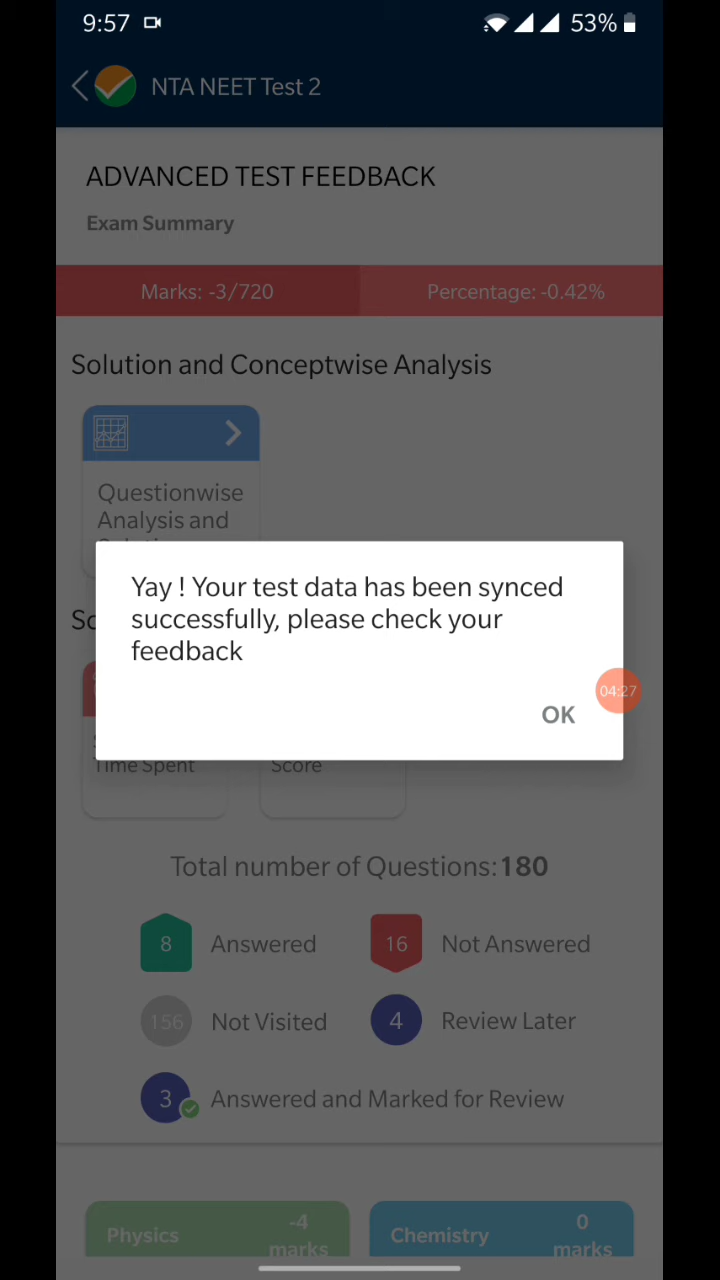 9:57
53%
NTA NEET Test 2
ADVANCED TEST FEEDBACK
Exam Summary
Marks: -3/720
Percentage: -0.42%
Solution and Conceptwise Analysis
Questionwise
Analysis and
Yay ! Your test data has been synced
successfully, please check your
feedback
04:27
OK
Time Spent
Score
Total number of Questions:180
8 Answered
16 Not Answered
156 Not Visited
4 Review Later
3 Answered and Marked for Review
Physics
-4
marks
Chemistry
0
marks